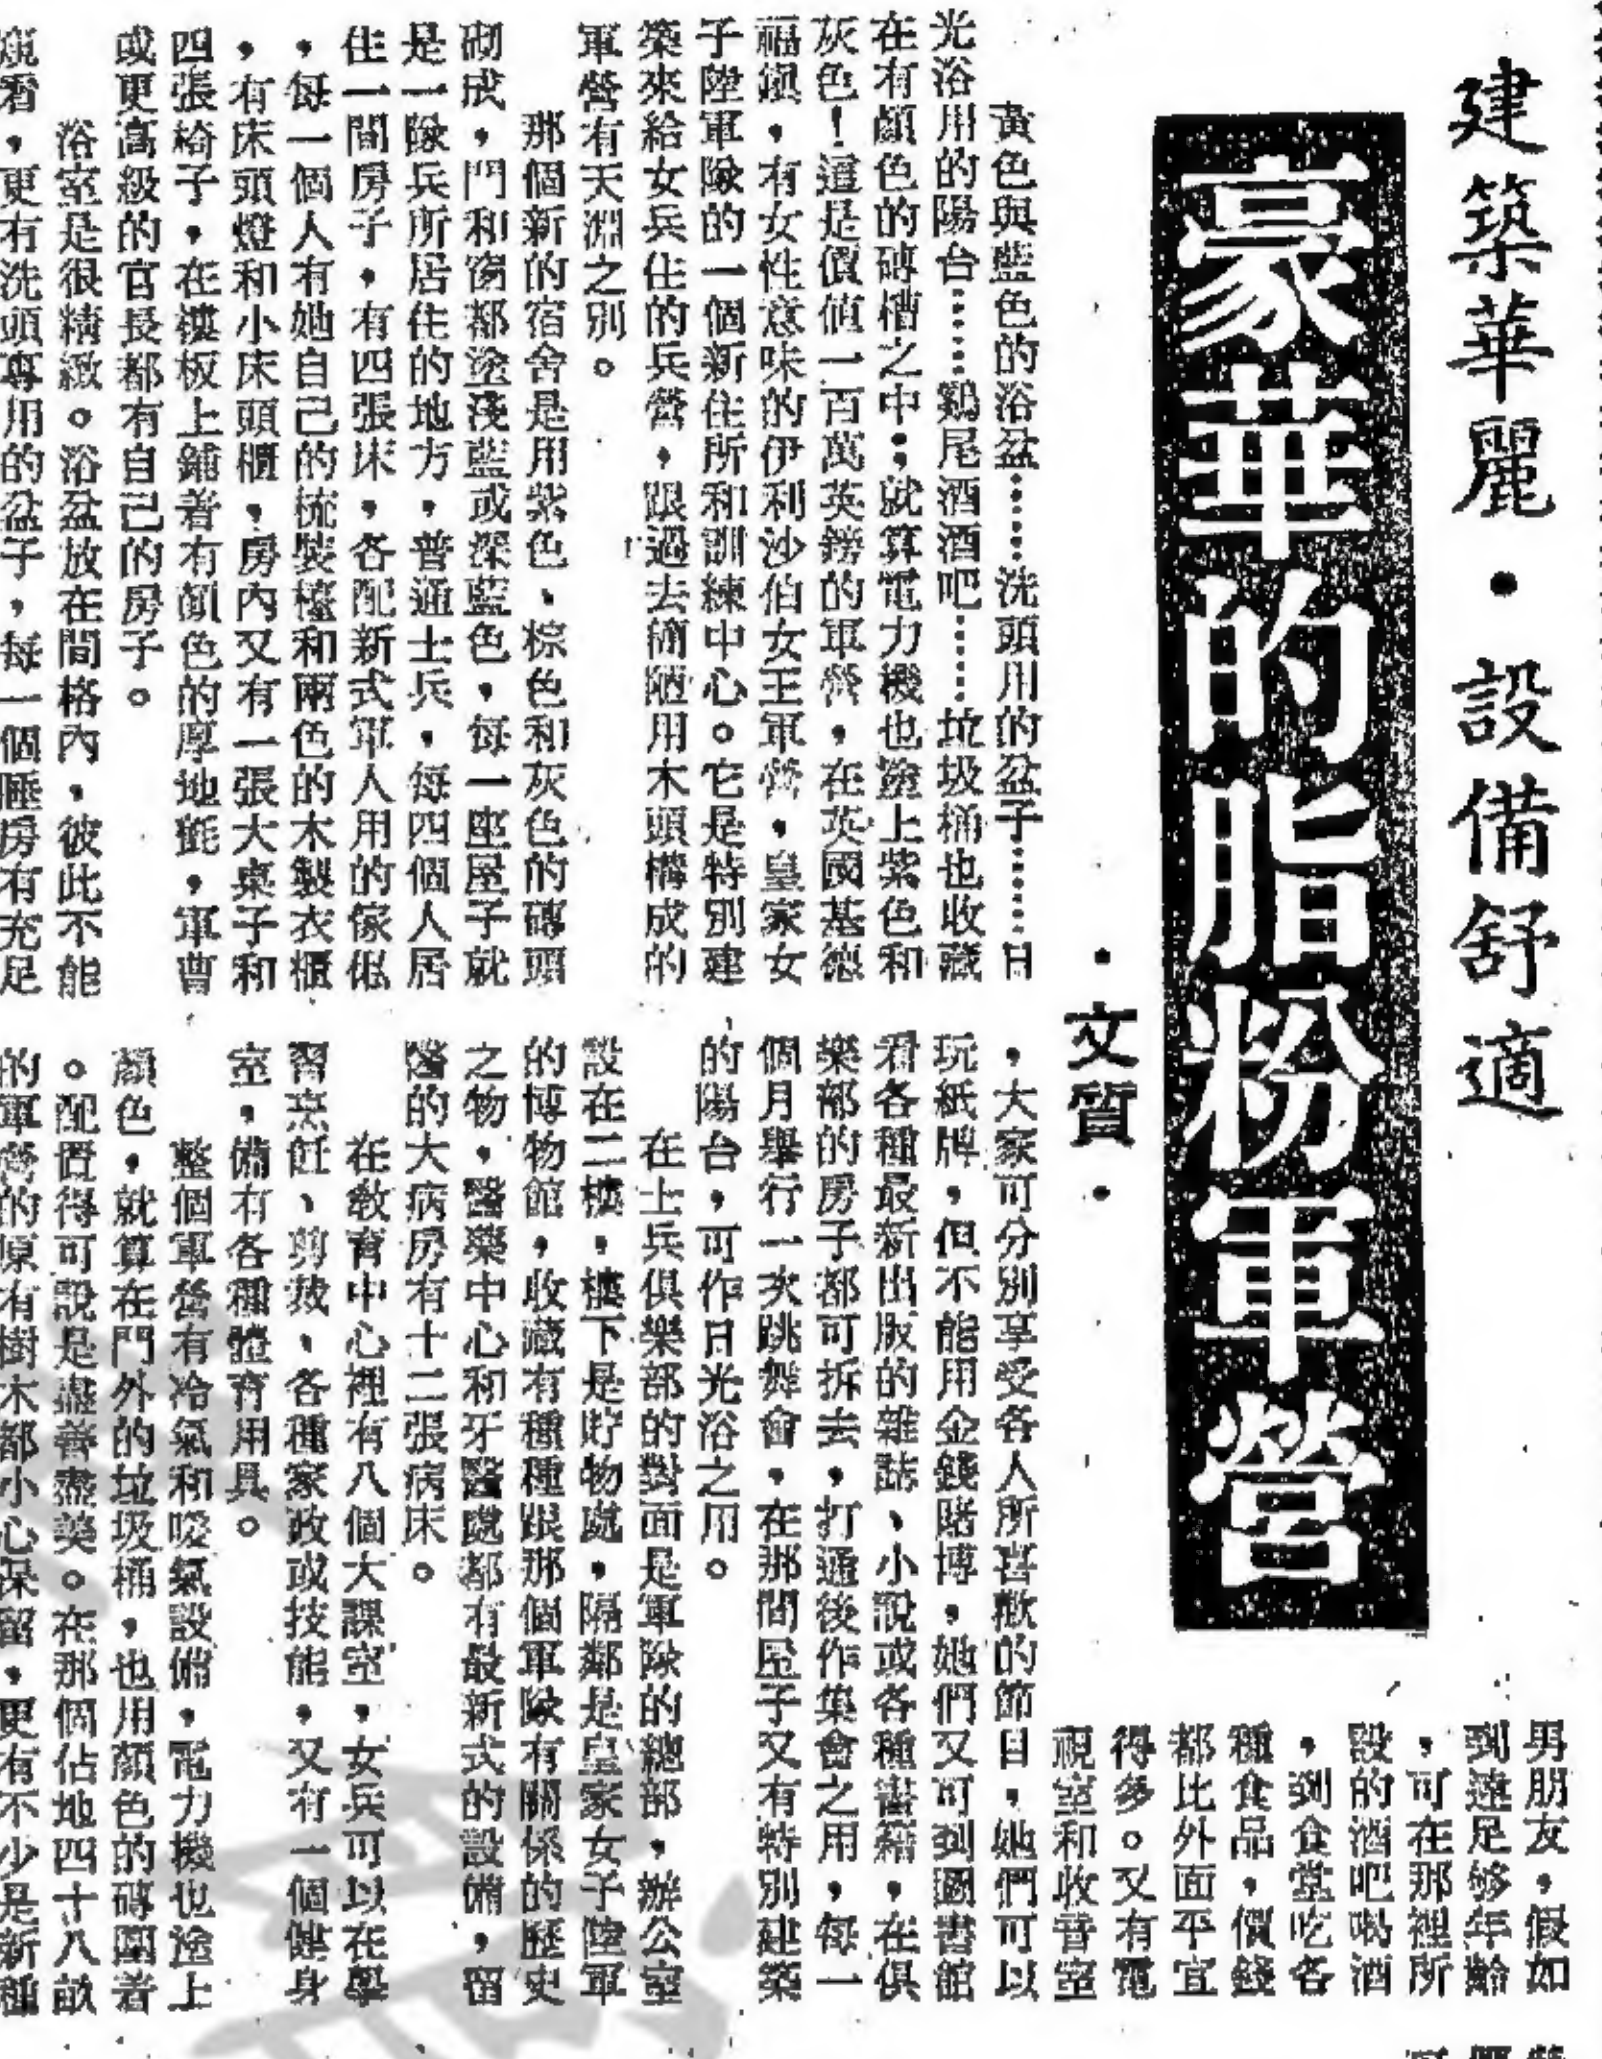 建築華麗·設備舒適
豪華的脂粉軍營
·文質·
黃色與藍色的浴盆……洗頭用的盆子……日
光浴用的陽台……鷄尾酒酒吧……垃圾桶也收藏
在有顏色的磚槽之中；就算電力機也塗上紫色和
灰色！這是價值一百萬英鎊的軍營，在英國基德
福鎭，有女性意味的伊利沙伯女王軍營，皇家女
子陸軍隊的一個新住所和訓練中心。它是特別建
築來給女兵住的兵營，跟過去簡陋用木頭構成的
軍營有天淵之別。
那個新的宿舍是用紫色、棕色和灰色的磚頭
砌成，門和窗都塗淺藍或深藍色，每一座屋子就
是一隊兵所居住的地方，普通士兵，每四個人居
住一間房子，有四張床，各配新式軍人用的傢俬
，每一個人有她自己的梳裝檯和兩色的木製衣櫃
，有床頭燈和小床頭櫃，房內又有一張大桌子和
四張椅子，在樓板上鋪着有顏色的厚地氈，軍曹
或更高級的官長都有自己的房子。
浴室是很精緻。浴盆放在間格內，彼此不能
窺看，更有洗頭專用的盆子，每一個睡房有充足
男朋友，假如
到達足够年齡
，可在那裡所
設的酒吧喝酒
，到食堂吃各
種食品，價錢
都比外面平宜
得多。又有電
視室和收音室
，大家可分別享受各人所喜歡的節目，她們可以
玩紙牌，但不能用金錢賭博，她們又可到圖書館
看各種最新出版的雜誌、小說或各種書籍，在俱
樂部的房子都可拆去，打通後作集會之用，每一
個月舉行一次跳舞會，在那間屋子又有特別建築
的陽台，可作日光浴之用。
在士兵俱樂部的對面是軍隊的總部，辦公室
設在二樓，樓下是貯物處，隔鄰是皇家女子陸軍
的博物館，收藏有種種跟那個軍隊有關係的歷史
之物，醫藥中心和牙醫處都有最新式的設備，留
醫的大病房有十二張病床。
在教育中心裡有八個大課室，女兵可以在學
習烹飪、剪裁、各種家政或技能，又有一個健身
室，備有各種體育用具。
整個軍營有冷氣和暖氣設備，電力機也塗上
顏色，就算在門外的垃圾桶，也用顏色的磚圍着
。配置得可說是盡善盡美。在那個佔地四十八畝
的軍營的原有樹木都小心保留，更有不少是新種